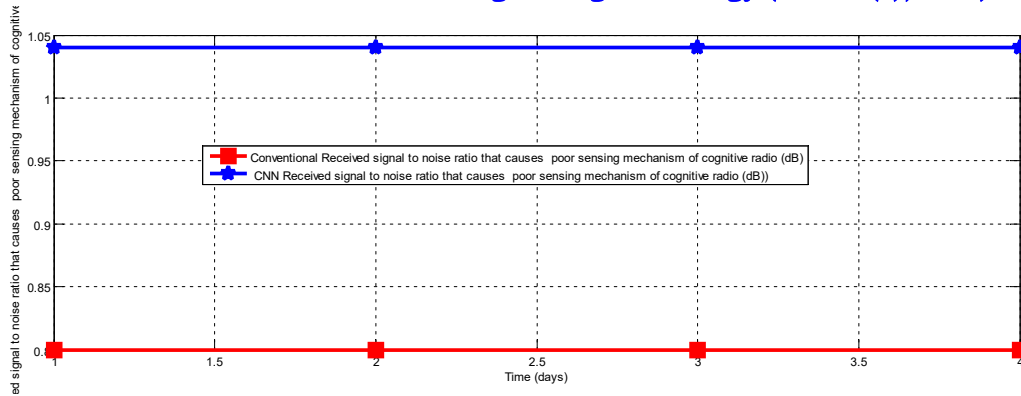 ed signal to noise ratio that causes  poor sensing mechanism of cognitive
1.05
1
0.95
0.9
0.85
0.8
Conventional Received signal to noise ratio that causes  poor sensing mechanism of cognitive radio (dB)
CNN Received signal to noise ratio that causes  poor sensing mechanism of cognitive radio (dB))
1 1.5 2 2.5 3 3.5 4
Time (days)